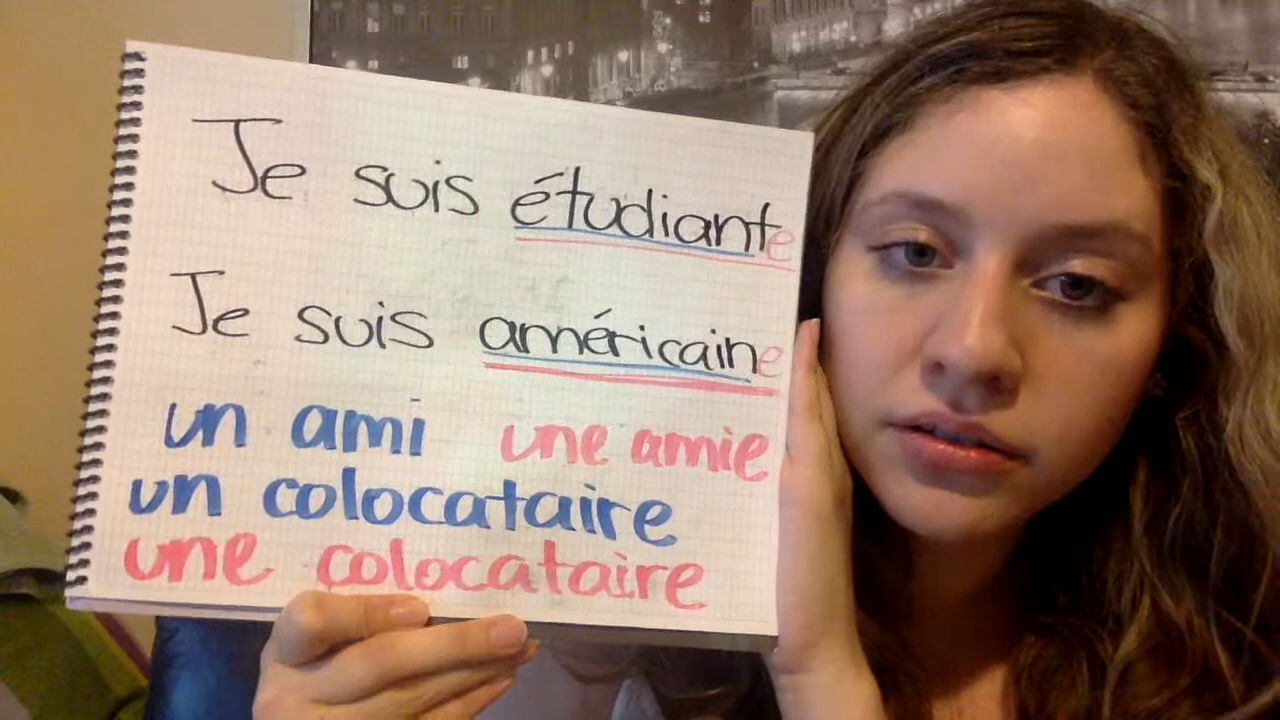 Je suis étudiante
Je suis américaine
un ami une amie
un colocataire
une colocataire